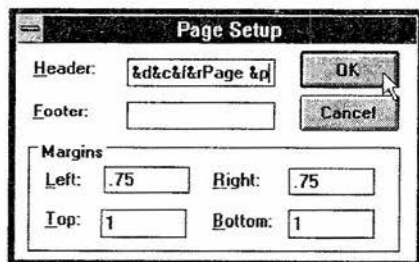 Page Setup
Header: &d&c&f&rPage &p OK
Footer: Cancel
Margins
Left: .75 Right: .75
Top: 1 Bottom: 1